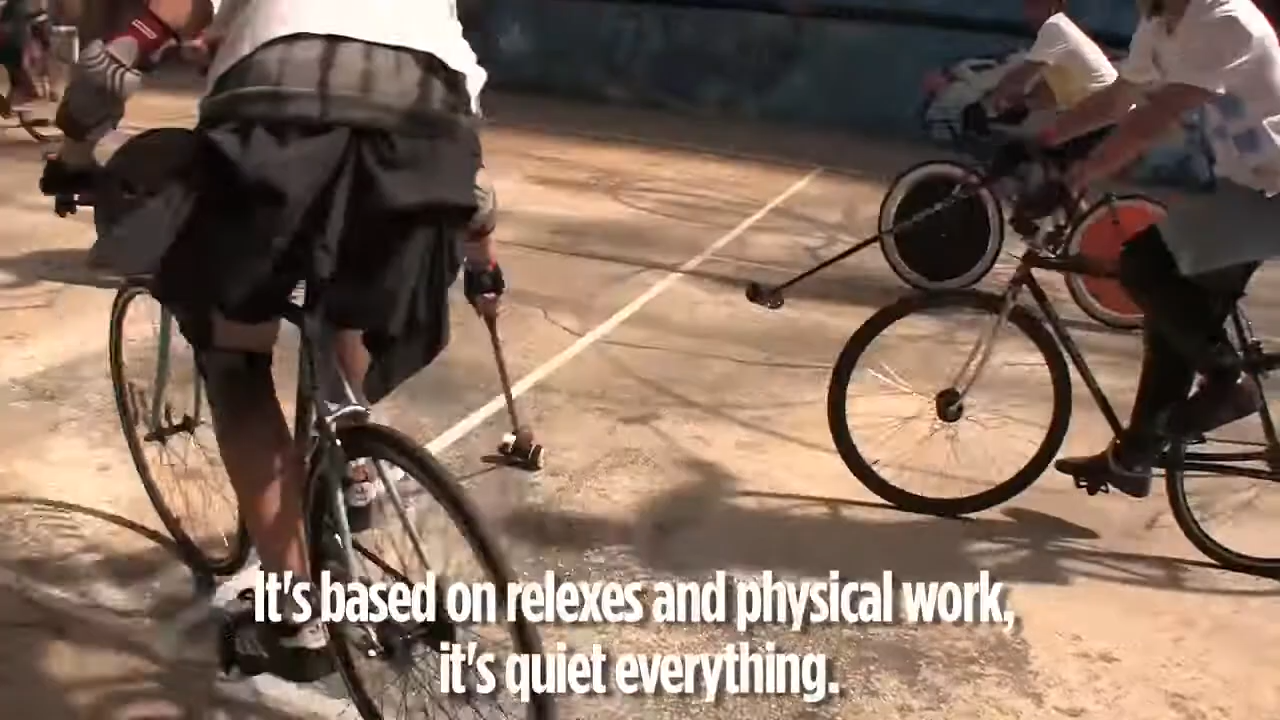 It's based on relexes and physical work,
it's quiet everything.